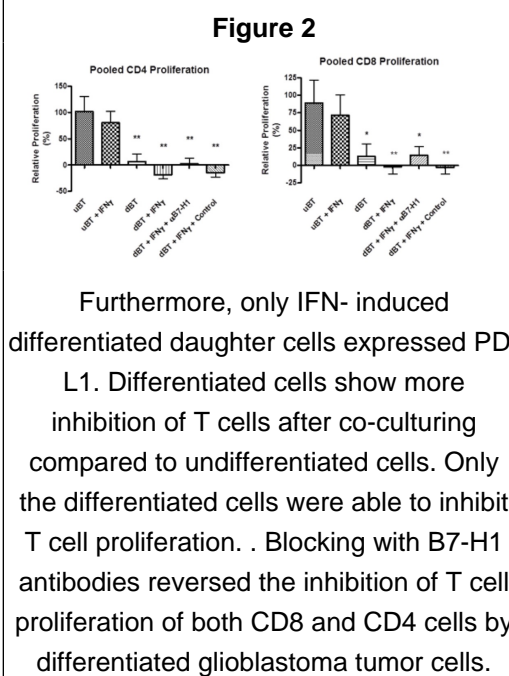 Figure 2
Pooled CD4 Proliferation
Relative Proliferation
(%)
150
100
50
0
-50
** ** ** **
uBT
uBT + IFNγ
dBT
dBT + IFNγ
dBT + IFNγ + αB7-H1
dBT + IFNγ + Control
Pooled CD8 Proliferation
Relative Proliferation
(%)
125
100
75
50
25
0
-25
* ** * **
uBT
uBT + IFNγ
dBT
dBT + IFNγ
dBT + IFNγ + αB7-H1
dBT + IFNγ + Control
Furthermore, only IFN- induced
differentiated daughter cells expressed PD
L1. Differentiated cells show more
inhibition of T cells after co-culturing
compared to undifferentiated cells. Only
the differentiated cells were able to inhibit
T cell proliferation. . Blocking with B7-H1
antibodies reversed the inhibition of T cell
proliferation of both CD8 and CD4 cells by
differentiated glioblastoma tumor cells.